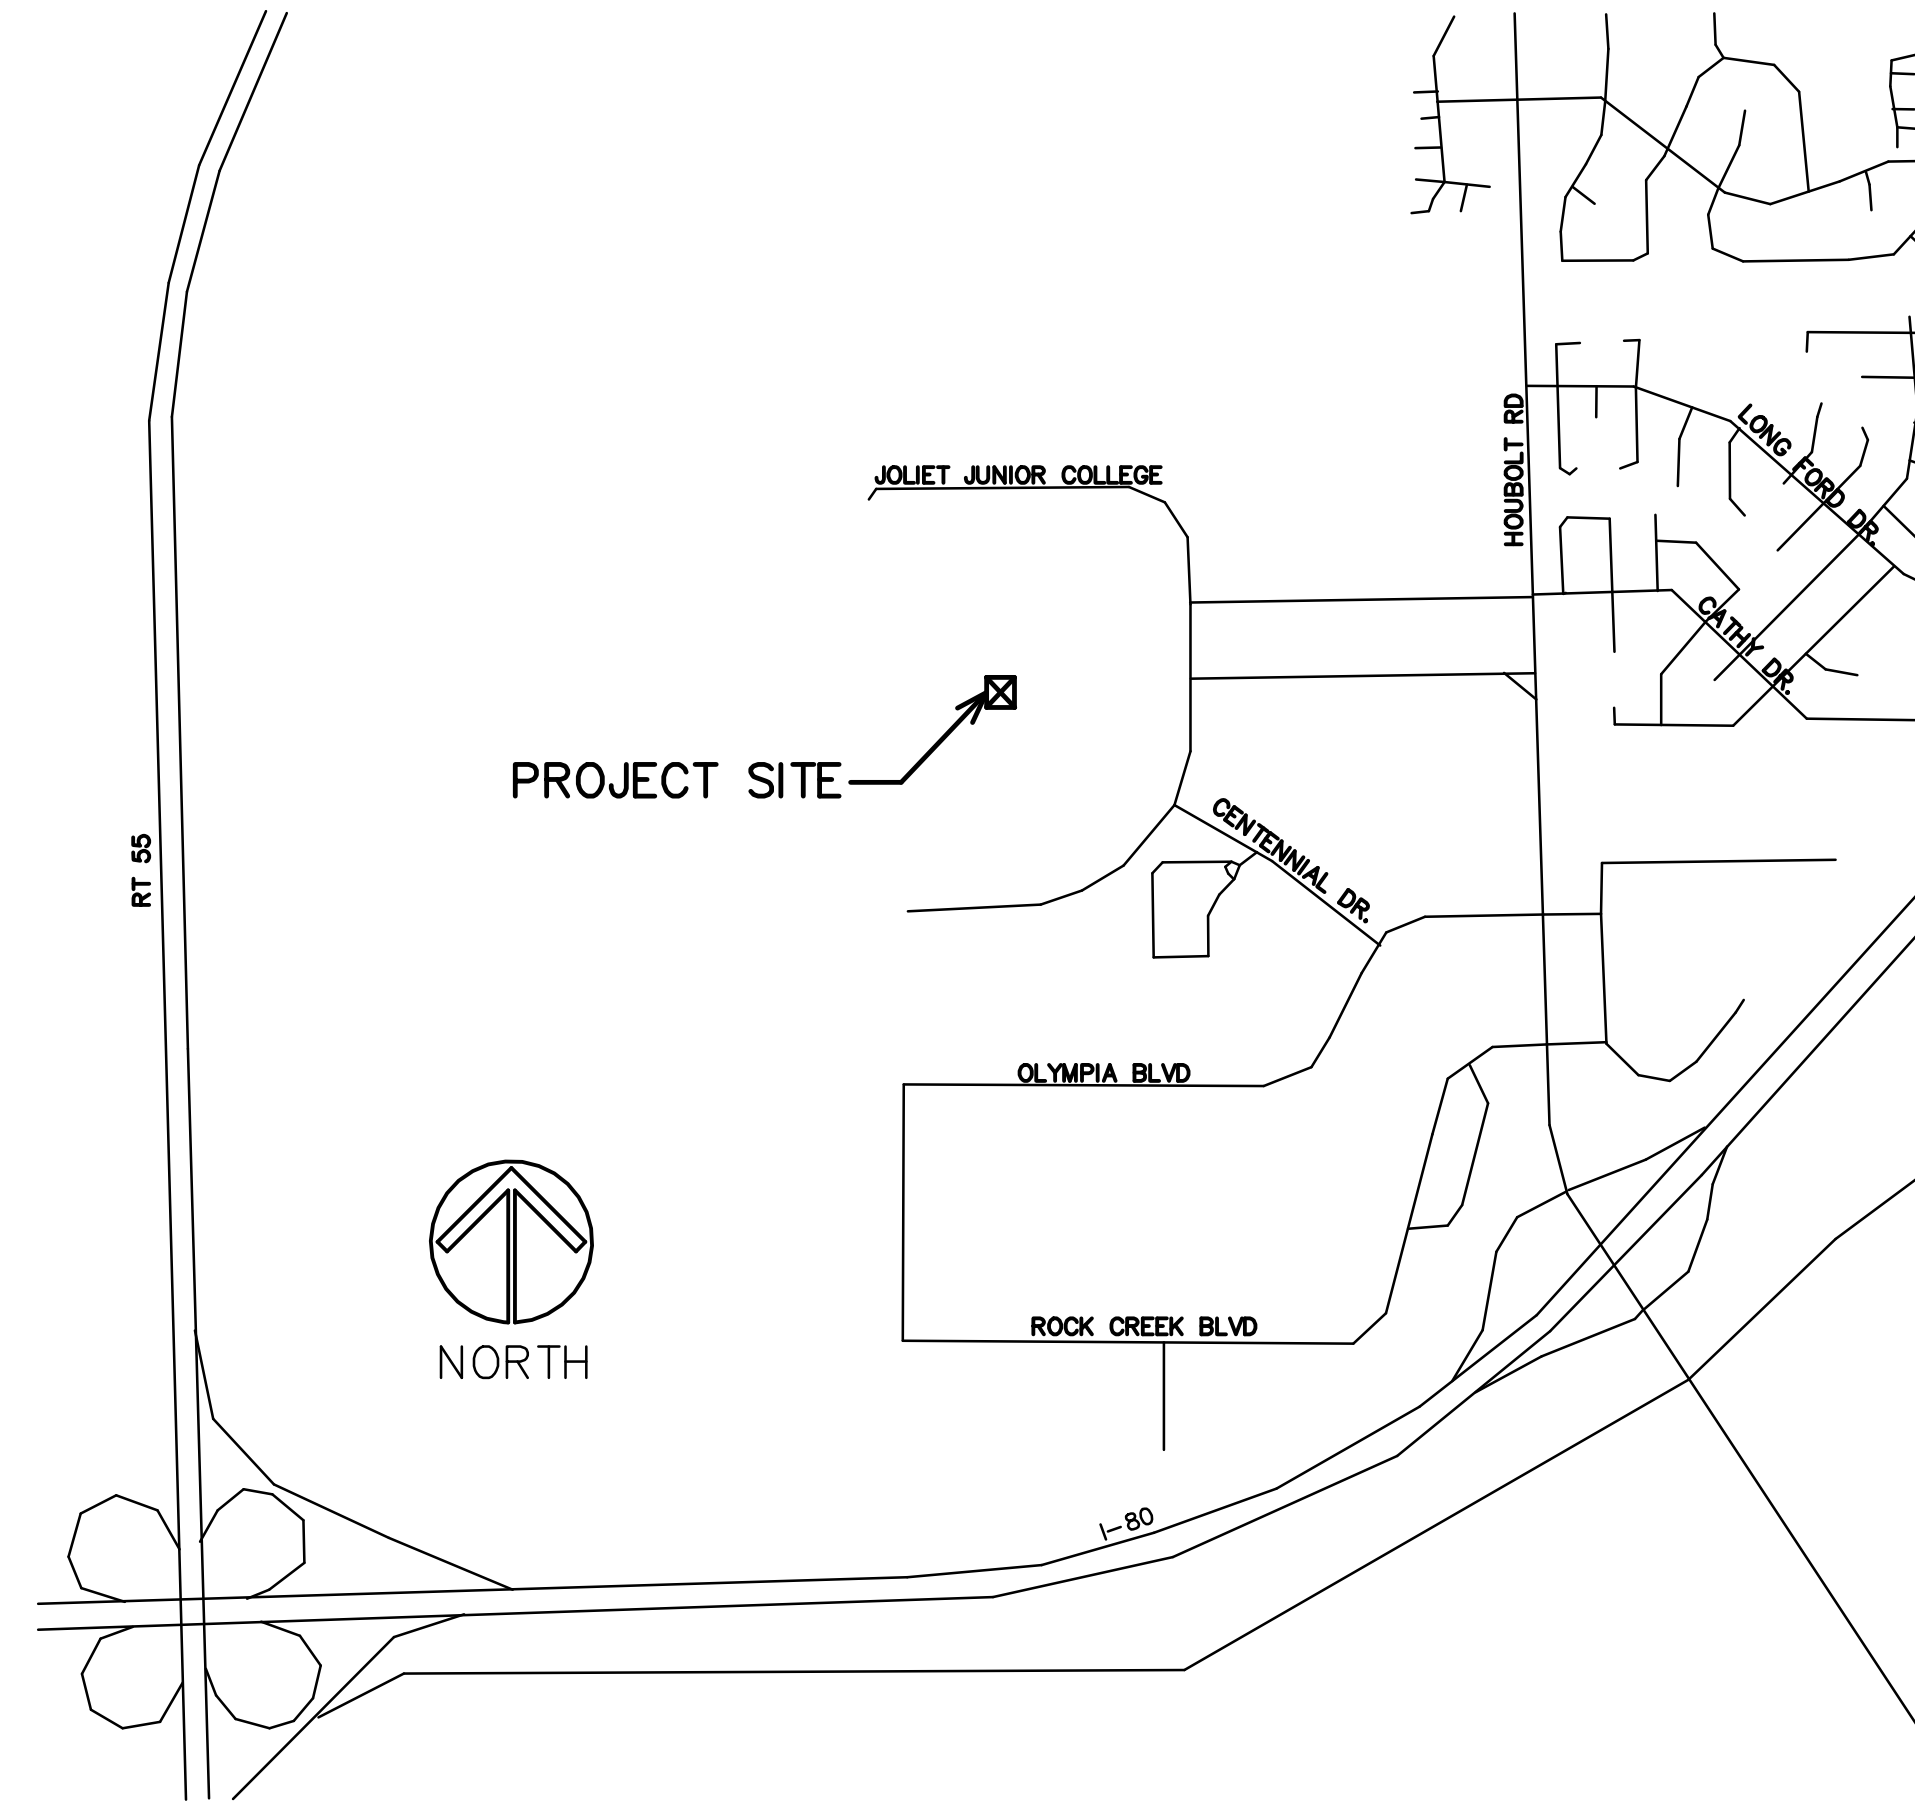 LONG FORD DR.
HOUBOLT RD
JOLIET JUNIOR COLLEGE
CATHY DR.
PROJECT SITE
CENTENNIAL DR.
RT 55
OLYMPIA BLVD
ROCK CREEK BLVD
NORTH
I-80